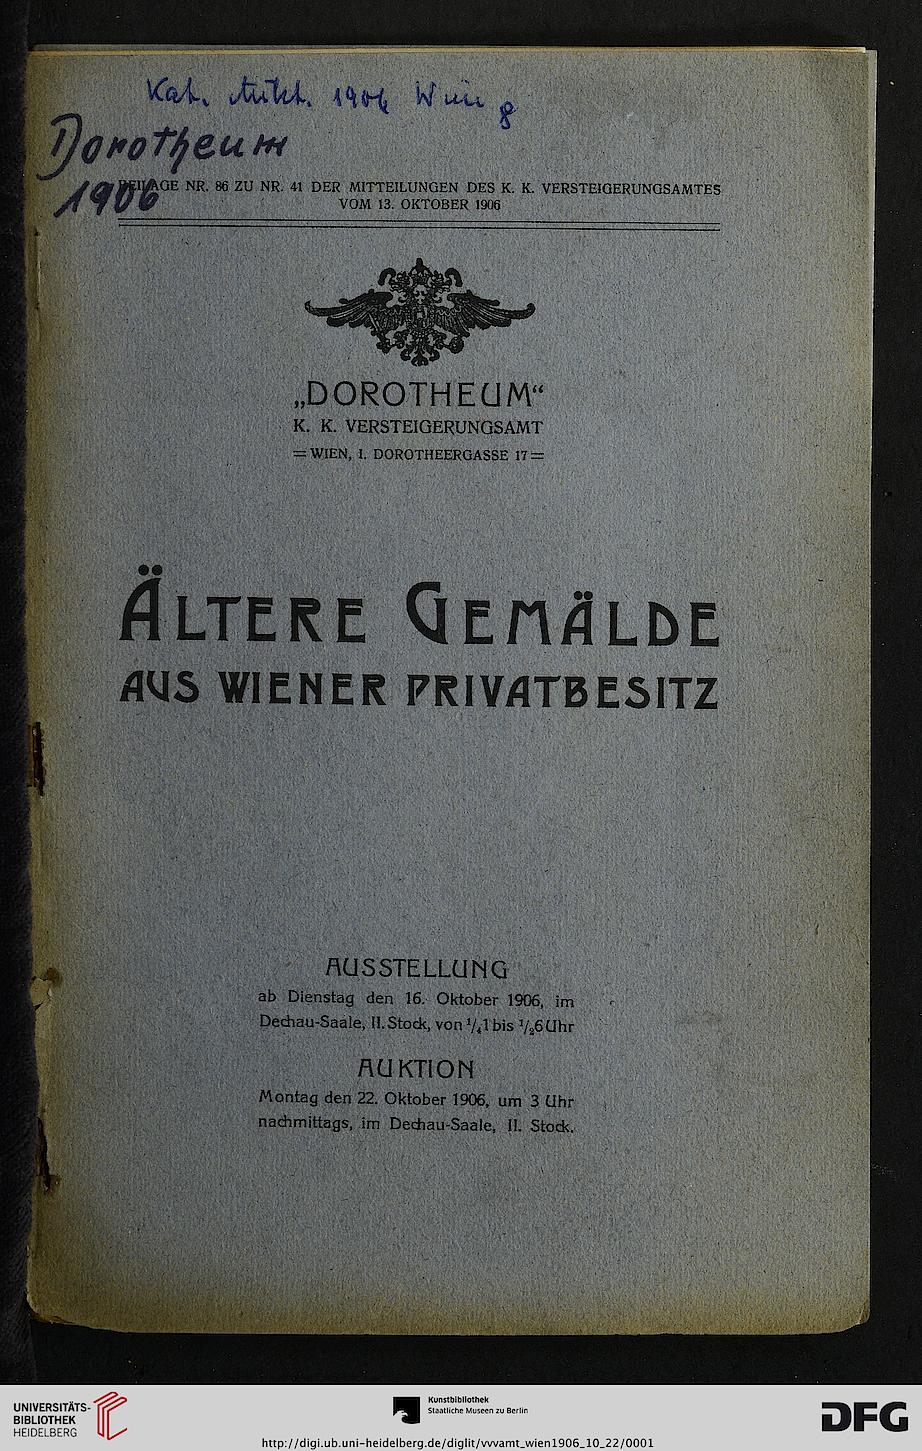 Kat. Aukt. 1906 Wien 8
Dorotheum
1906
BEILAGE NR. 86 ZU NR. 41 DER MITTEILUNGEN DES K. K. VERSTEIGERUNGSAMTES
VOM 13. OKTOBER 1906
„DOROTHEUM“
K. K. VERSTEIGERUNGSAMT
= WIEN, I. DOROTHEERGASSE 17 =
ÄLTERE GEMÄLDE
AUS WIENER PRIVATBESITZ
AUSSTELLUNG
ab Dienstag den 16. Oktober 1906, im
Dechau-Saale, II. Stock, von ¹/₄1 bis ¹/₂6 Uhr
AUKTION
Montag den 22. Oktober 1906, um 3 Uhr
nachmittags, im Dechau-Saale, II. Stock.
UNIVERSITÄTS-
BIBLIOTHEK
HEIDELBERG
Kunstbibliothek
Staatliche Museen zu Berlin
DFG
http://digi.ub.uni-heidelberg.de/diglit/vvvamt_wien1906_10_22/0001